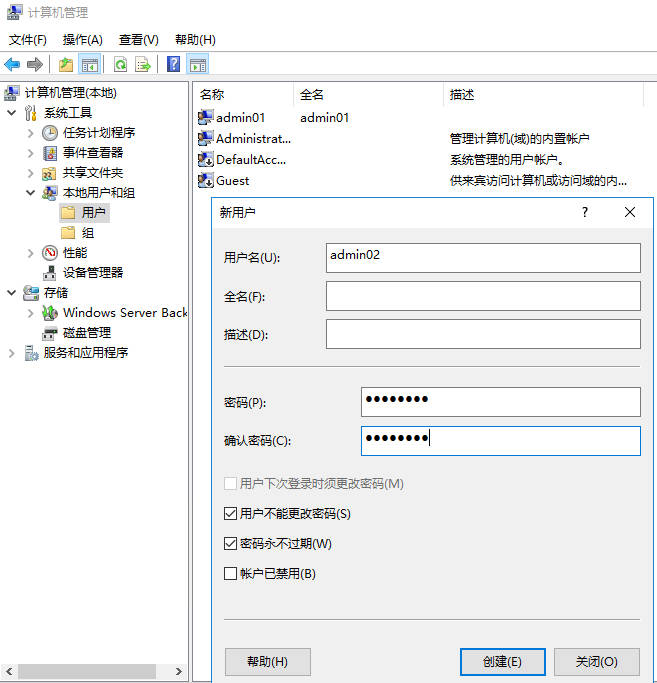 计算机管理
文件(F) 操作(A) 查看(V) 帮助(H)
计算机管理(本地)
系统工具
任务计划程序
事件查看器
共享文件夹
本地用户和组
用户
组
性能
设备管理器
存储
Windows Server Back
磁盘管理
服务和应用程序
名称 全名 描述
admin01 admin01
Administrat... 管理计算机(域)的内置帐户
DefaultAcc... 系统管理的用户帐户。
Guest 供来宾访问计算机或访问域的内...
新用户
用户名(U): admin02
全名(F):
描述(D):
密码(P): ●●●●●●●●
确认密码(C): ●●●●●●●●
用户下次登录时须更改密码(M)
用户不能更改密码(S)
密码永不过期(W)
帐户已禁用(B)
帮助(H) 创建(E) 关闭(O)